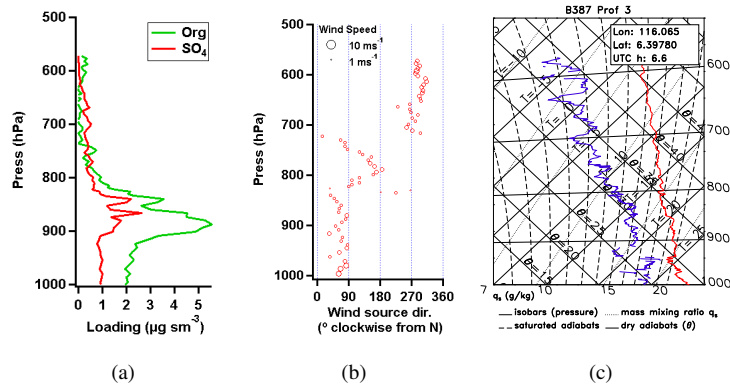 500
600
700
800
900
1000
Press (hPa)
Org
SO₄
0 1 2 3 4 5
Loading (µg sm⁻³)
(a)
500
600
700
800
900
1000
Press (hPa)
Wind Speed
10 ms⁻¹
1 ms⁻¹
0 90 180 270 360
Wind source dir.
(º clockwise from N)
(b)
B387 Prof 3
Lon: 116.065
Lat: 6.39780
UTC h: 6.6
600
700
800
900
1000
θ=40
θ=25
θ=20
7 10 15 20
qₛ (g/kg)
isobars (pressure)
mass mixing ratio qₛ
saturated adiabats
dry adiabats (θ)
(c)